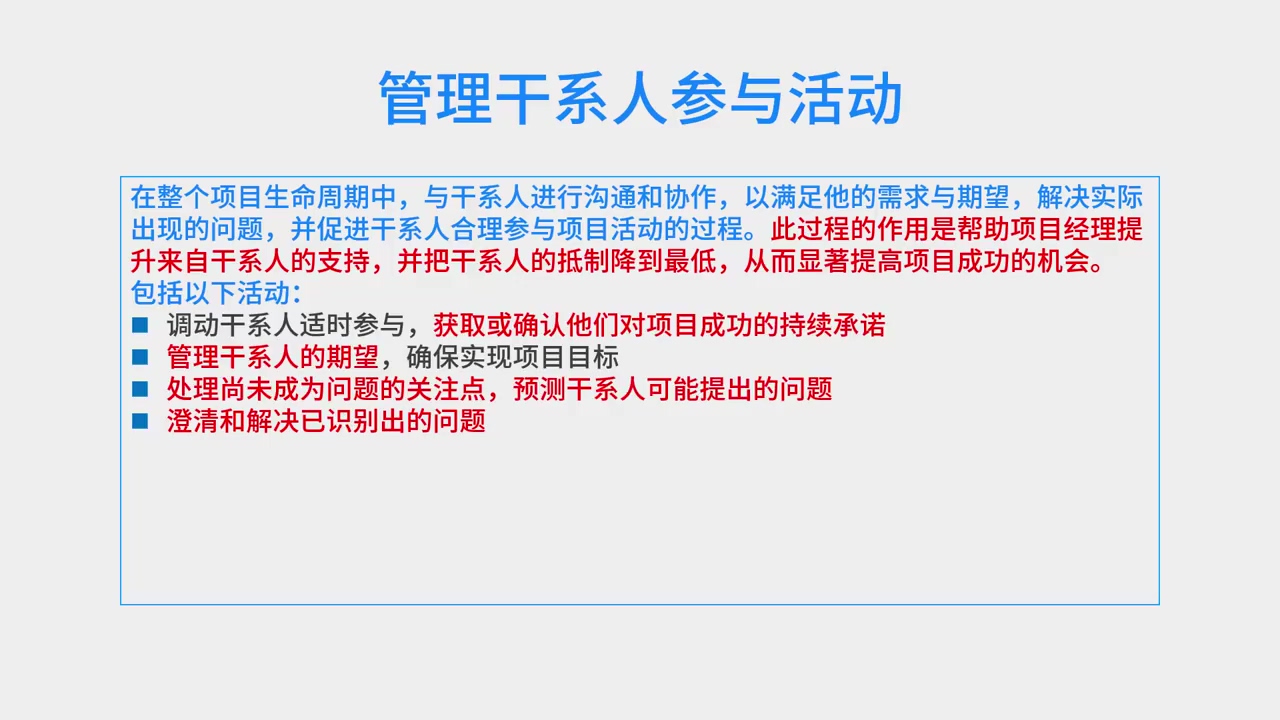 管理干系人参与活动
在整个项目生命周期中，与干系人进行沟通和协作，以满足他的需求与期望，解决实际
出现的问题，并促进干系人合理参与项目活动的过程。此过程的作用是帮助项目经理提
升来自干系人的支持，并把干系人的抵制降到最低，从而显著提高项目成功的机会。
包括以下活动：
■ 调动干系人适时参与，获取或确认他们对项目成功的持续承诺
■ 管理干系人的期望，确保实现项目目标
■ 处理尚未成为问题的关注点，预测干系人可能提出的问题
■ 澄清和解决已识别出的问题